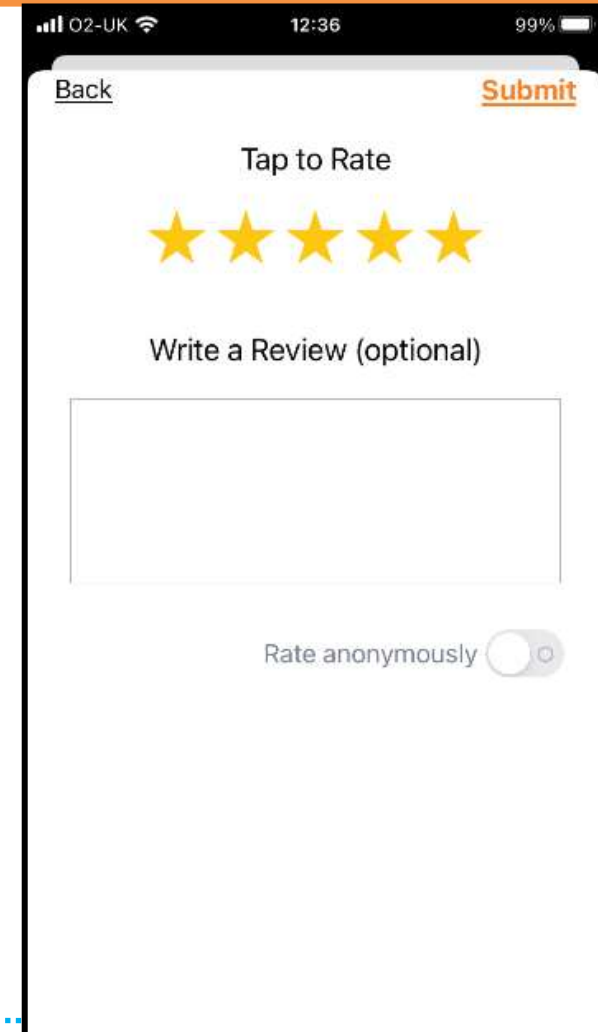 O2-UK 12:36 99%
Back Submit
Tap to Rate
Write a Review (optional)
Rate anonymously